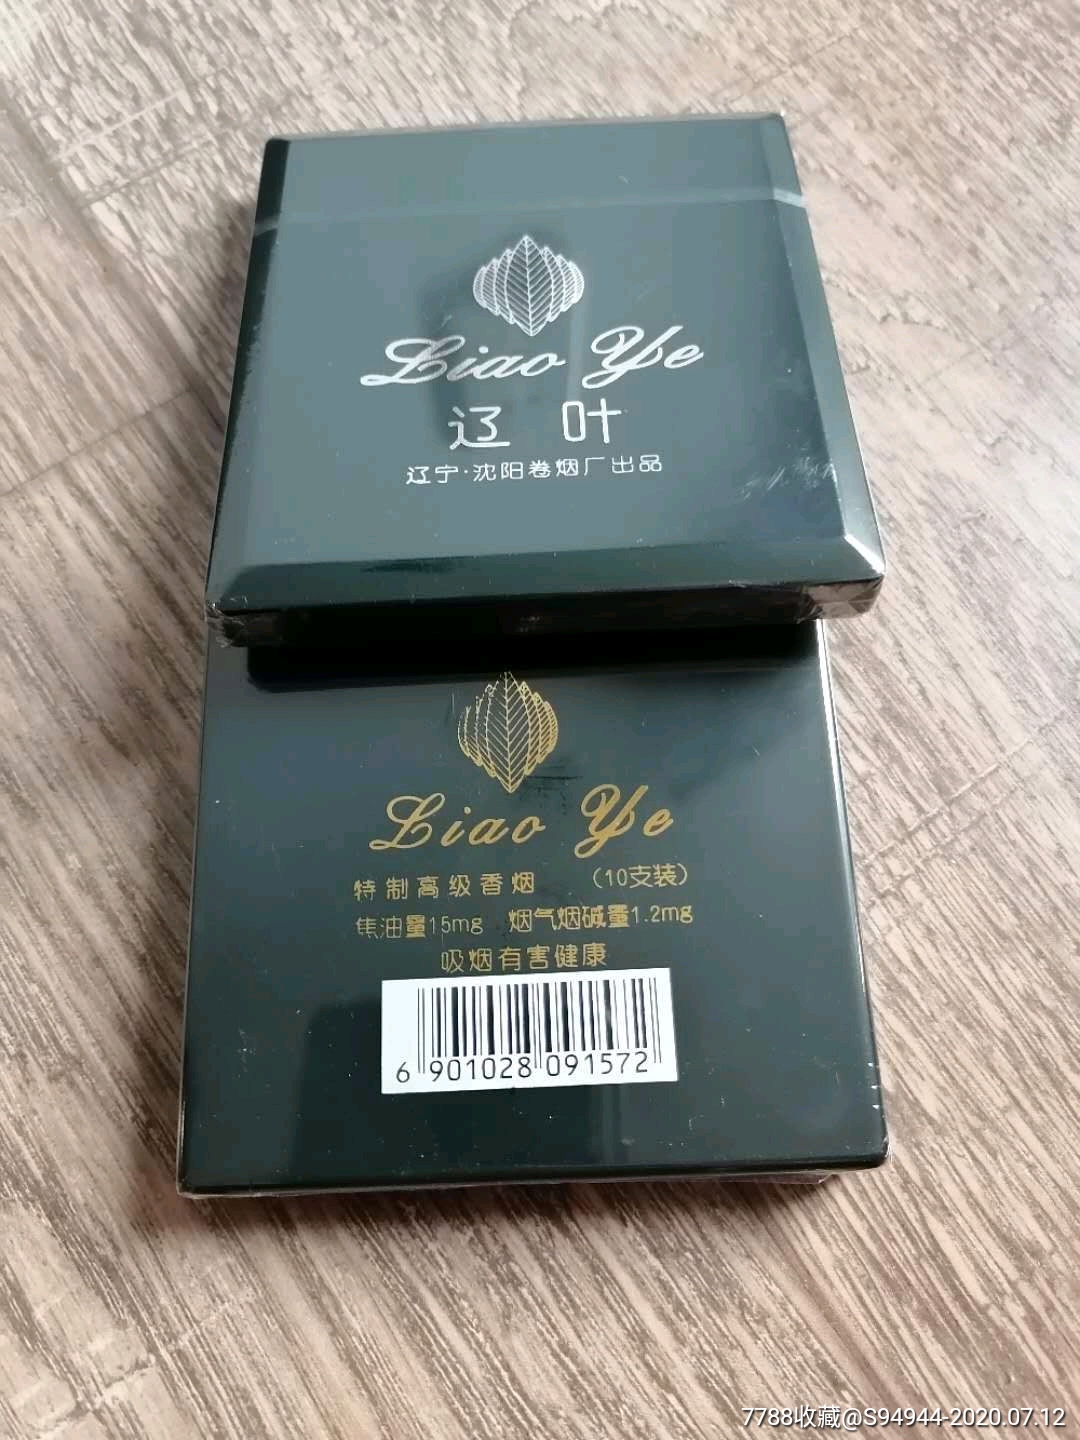 Liao Ye
辽叶
辽宁·沈阳卷烟厂出品
Liao Ye
特制高级香烟 （10支装）
焦油量15mg 烟气烟碱量1.2mg
吸烟有害健康
6 901028 091572
7788收藏@S94944-2020.07.12